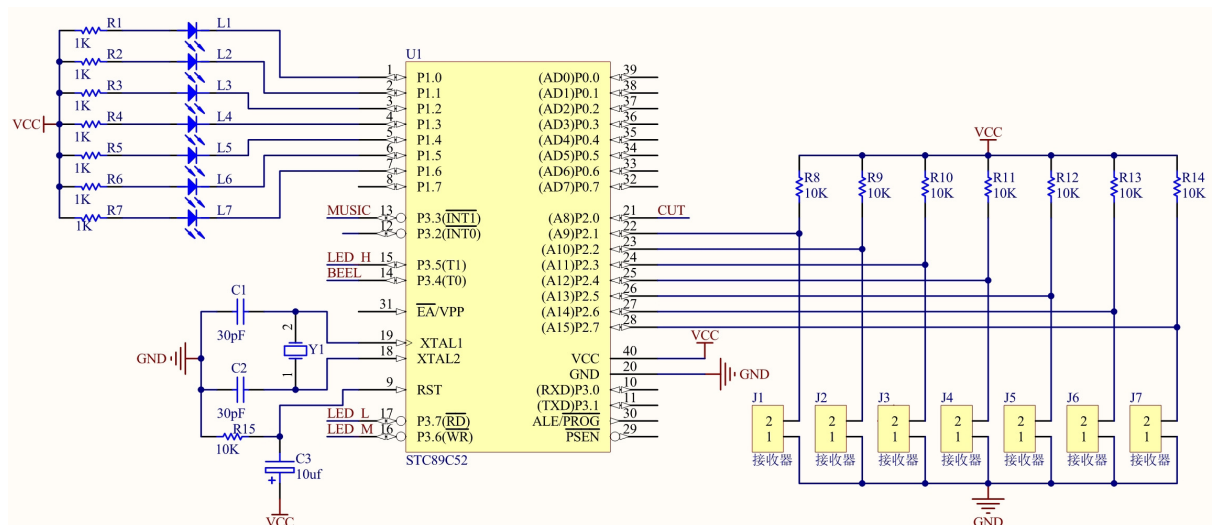 R1 L1
1K
R2 L2
1K
R3 L3
1K
VCC R4 L4
1K
R5 L5
1K
R6 L6
1K
R7 L7
1K
U1
1 P1.0 (AD0)P0.0 39
2 P1.1 (AD1)P0.1 38
3 P1.2 (AD2)P0.2 37
4 P1.3 (AD3)P0.3 36
5 P1.4 (AD4)P0.4 35
6 P1.5 (AD5)P0.5 34
7 P1.6 (AD6)P0.6 33
8 P1.7 (AD7)P0.7 32
MUSIC 13 P3.3(INT1) (A8)P2.0 21 CUT
12 P3.2(INT0) (A9)P2.1 22
(A10)P2.2 23
LED_H 15 P3.5(T1) (A11)P2.3 24
BEEL 14 P3.4(T0) (A12)P2.4 25
(A13)P2.5 26
31 EA/VPP (A14)P2.6 27
(A15)P2.7 28
19 XTAL1
18 XTAL2 VCC 40 VCC
GND 20 GND
9 RST (RXD)P3.0 10
(TXD)P3.1 11
LED_L 17 P3.7(RD) ALE/PROG 30
LED_M 16 P3.6(WR) PSEN 29
STC89C52
C1
30pF
2
Y1
1
GND
C2
30pF
R15
10K
C3
10uf
+
VCC
VCC
R8 R9 R10 R11 R12 R13 R14
10K 10K 10K 10K 10K 10K 10K
J1 J2 J3 J4 J5 J6 J7
2 2 2 2 2 2 2
1 1 1 1 1 1 1
接收器 接收器 接收器 接收器 接收器 接收器 接收器
GND